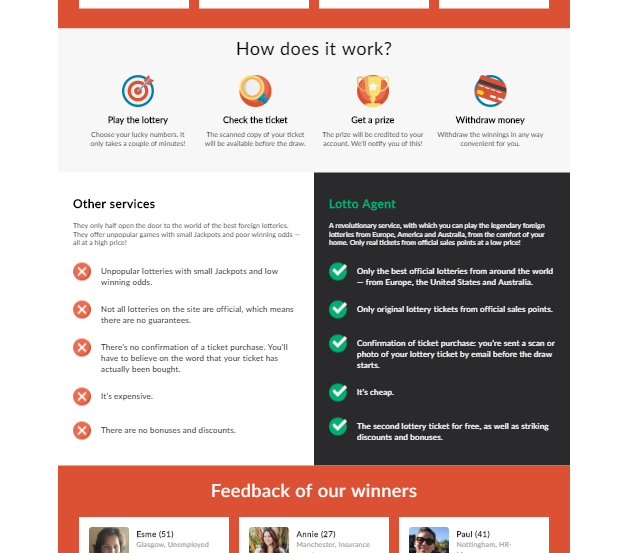 How does it work?
Play the lottery
Choose your lucky numbers. It
only takes a couple of minutes!
Check the ticket
The scanned copy of your ticket
will be available before the draw.
Get a prize
The prize will be credited to your
account. We'll notify you of this!
Withdraw money
Withdraw the winnings in any way
convenient for you.
Other services
They only half open the door to the world of the best foreign lotteries.
They offer unpopular games with small Jackpots and poor winning odds —
all at a high price!
Unpopular lotteries with small Jackpots and low
winning odds.
Not all lotteries on the site are official, which means
there are no guarantees.
There's no confirmation of a ticket purchase. You'll
have to believe on the word that your ticket has
actually been bought.
It's expensive.
There are no bonuses and discounts.
Lotto Agent
A revolutionary service, with which you can play the legendary foreign
lotteries from Europe, America and Australia, from the comfort of your
home. Only real tickets from official sales points at a low price!
Only the best official lotteries from around the world
— from Europe, the United States and Australia.
Only original lottery tickets from official sales points.
Confirmation of ticket purchase: you're sent a scan or
photo of your lottery ticket by email before the draw
starts.
It's cheap.
The second lottery ticket for free, as well as striking
discounts and bonuses.
Feedback of our winners
Esme (51)
Glasgow, Unemployed
Annie (27)
Manchester, Insurance
Paul (41)
Nottingham, HR-